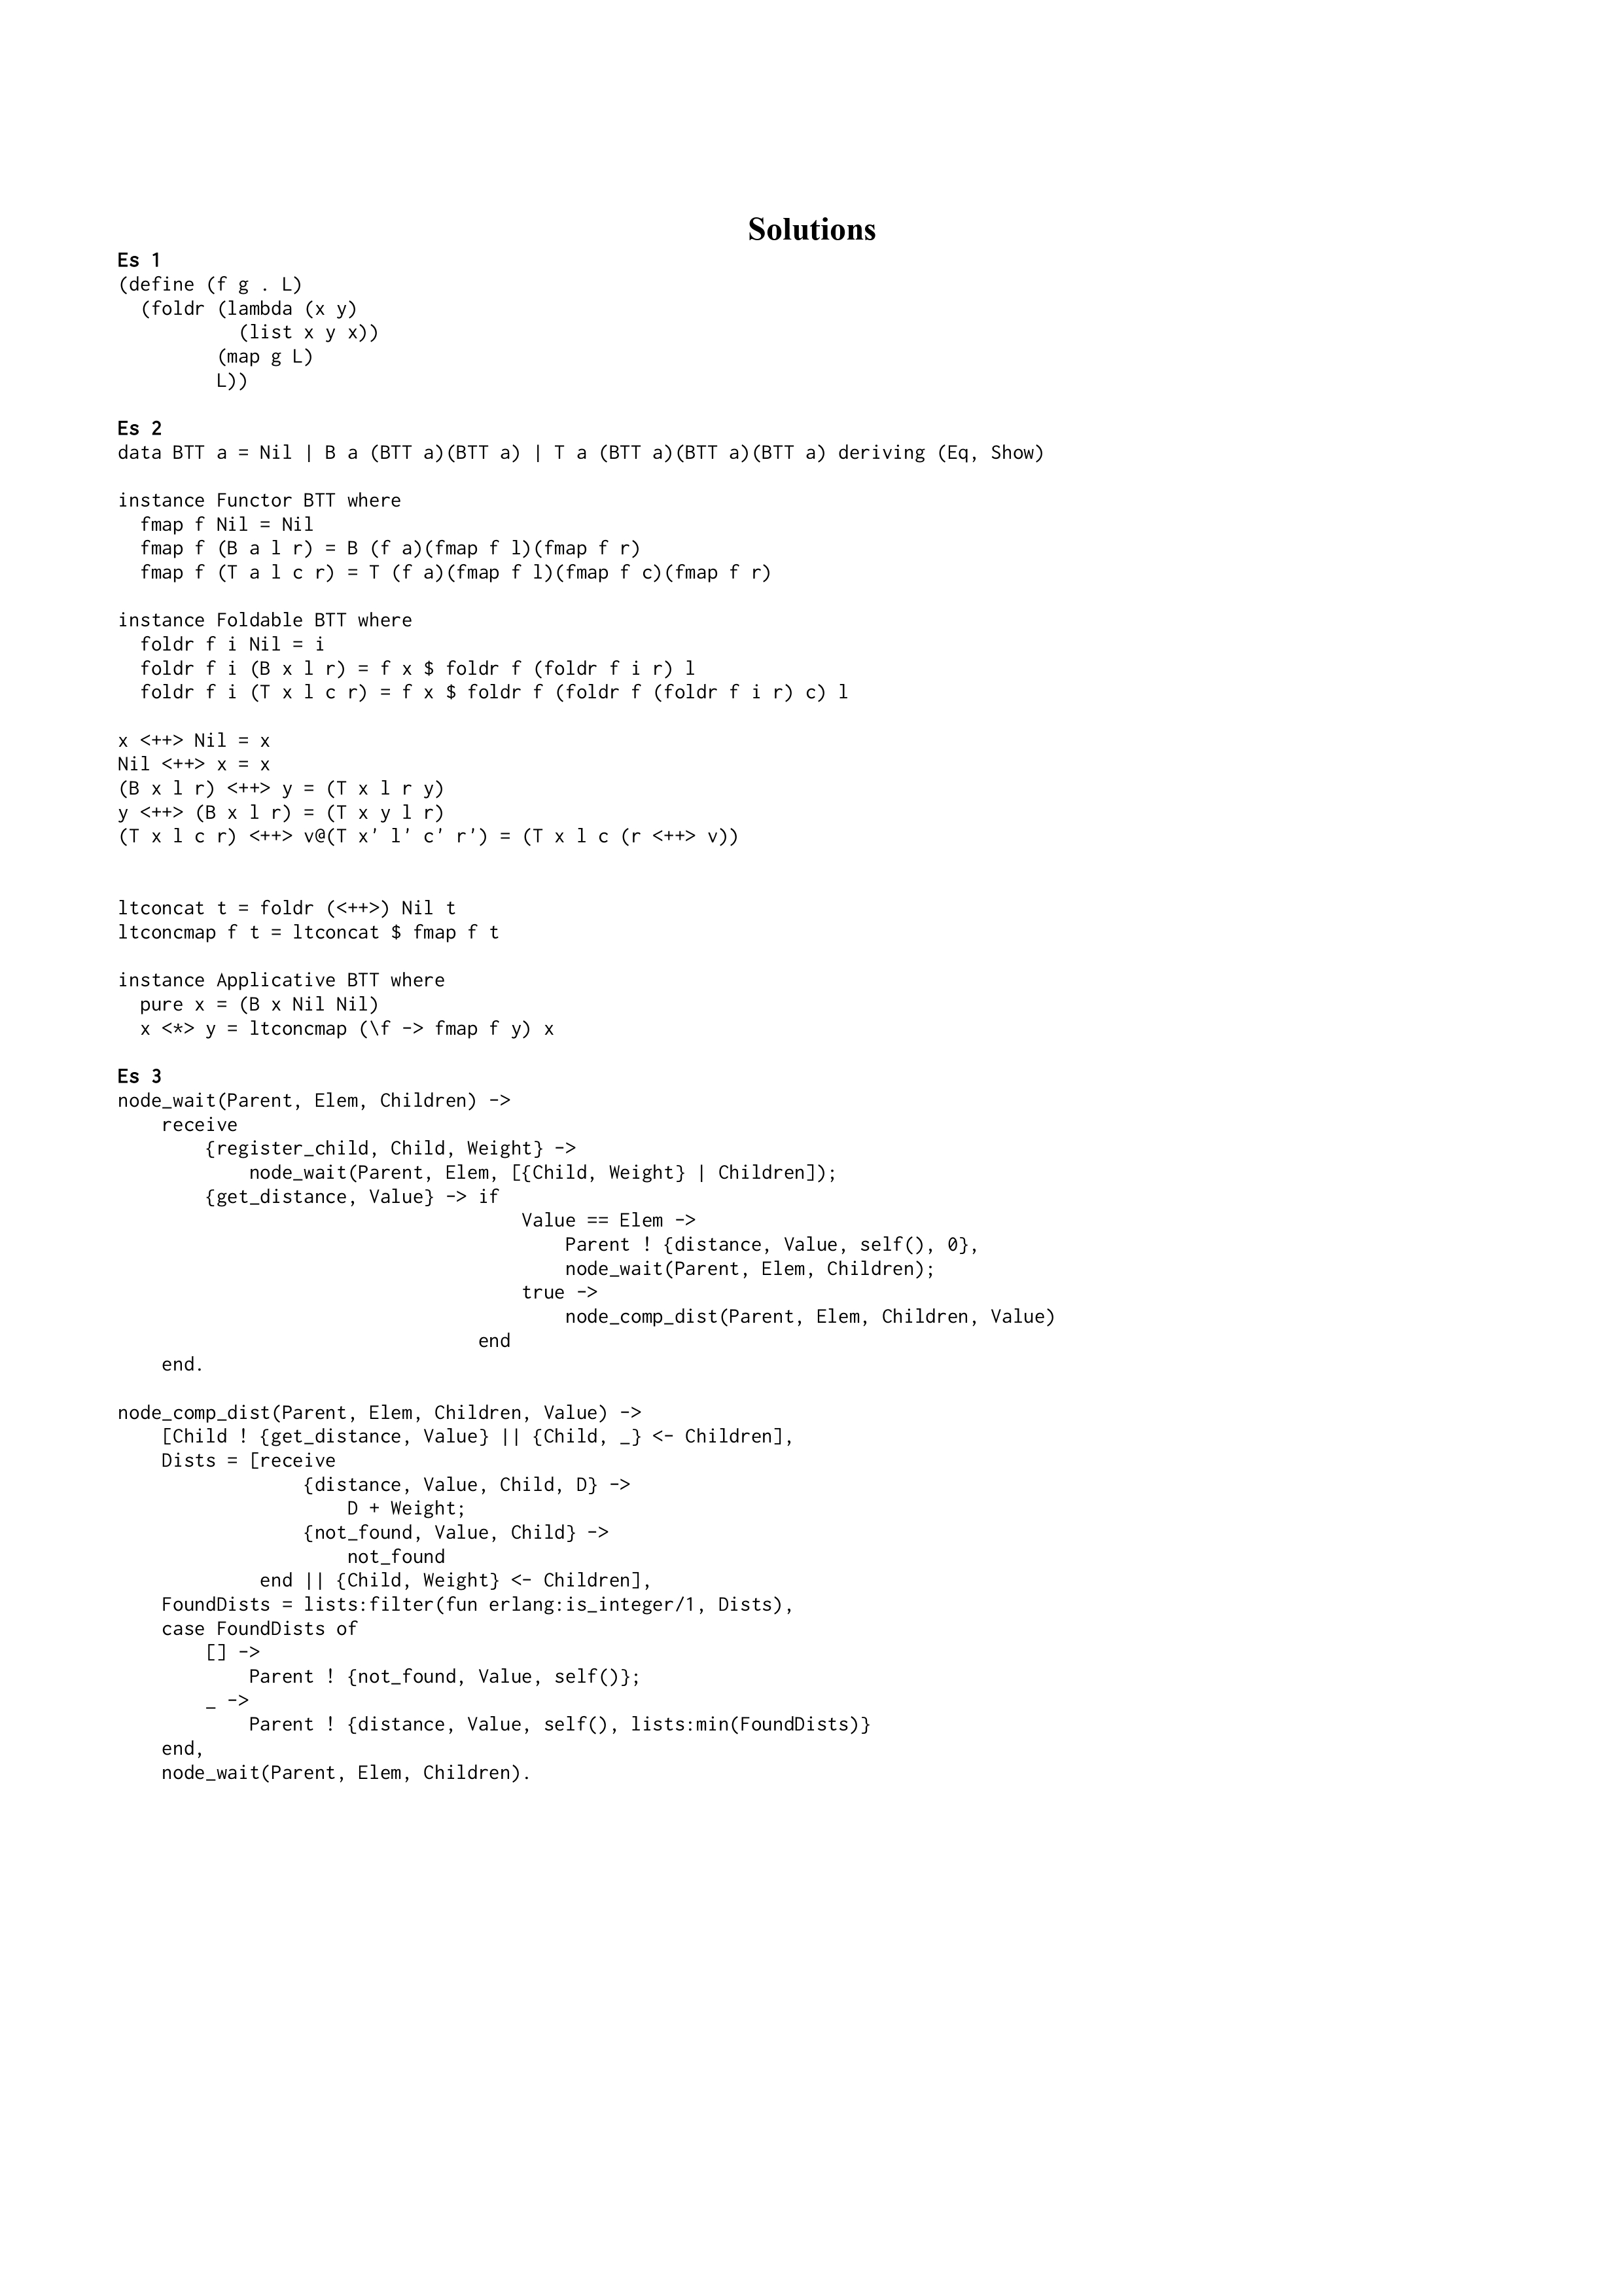 Solutions
Es 1
(define (f g . L)
  (foldr (lambda (x y)
           (list x y x))
         (map g L)
         L))
Es 2
data BTT a = Nil | B a (BTT a)(BTT a) | T a (BTT a)(BTT a)(BTT a) deriving (Eq, Show)
instance Functor BTT where
  fmap f Nil = Nil
  fmap f (B a l r) = B (f a)(fmap f l)(fmap f r)
  fmap f (T a l c r) = T (f a)(fmap f l)(fmap f c)(fmap f r)
instance Foldable BTT where
  foldr f i Nil = i
  foldr f i (B x l r) = f x $ foldr f (foldr f i r) l
  foldr f i (T x l c r) = f x $ foldr f (foldr f (foldr f i r) c) l
x <++> Nil = x
Nil <++> x = x
(B x l r) <++> y = (T x l r y)
y <++> (B x l r) = (T x y l r)
(T x l c r) <++> v@(T x' l' c' r') = (T x l c (r <++> v))
ltconcat t = foldr (<++>) Nil t
ltconcmap f t = ltconcat $ fmap f t
instance Applicative BTT where
  pure x = (B x Nil Nil)
  x <*> y = ltconcmap (\f -> fmap f y) x
Es 3
node_wait(Parent, Elem, Children) ->
    receive
        {register_child, Child, Weight} ->
            node_wait(Parent, Elem, [{Child, Weight} | Children]);
        {get_distance, Value} -> if
                                     Value == Elem ->
                                         Parent ! {distance, Value, self(), 0},
                                         node_wait(Parent, Elem, Children);
                                     true ->
                                         node_comp_dist(Parent, Elem, Children, Value)
                                 end
    end.
node_comp_dist(Parent, Elem, Children, Value) ->
    [Child ! {get_distance, Value} || {Child, _} <- Children],
    Dists = [receive
                 {distance, Value, Child, D} ->
                     D + Weight;
                 {not_found, Value, Child} ->
                     not_found
             end || {Child, Weight} <- Children],
    FoundDists = lists:filter(fun erlang:is_integer/1, Dists),
    case FoundDists of
        [] ->
            Parent ! {not_found, Value, self()};
        _ ->
            Parent ! {distance, Value, self(), lists:min(FoundDists)}
    end,
    node_wait(Parent, Elem, Children).